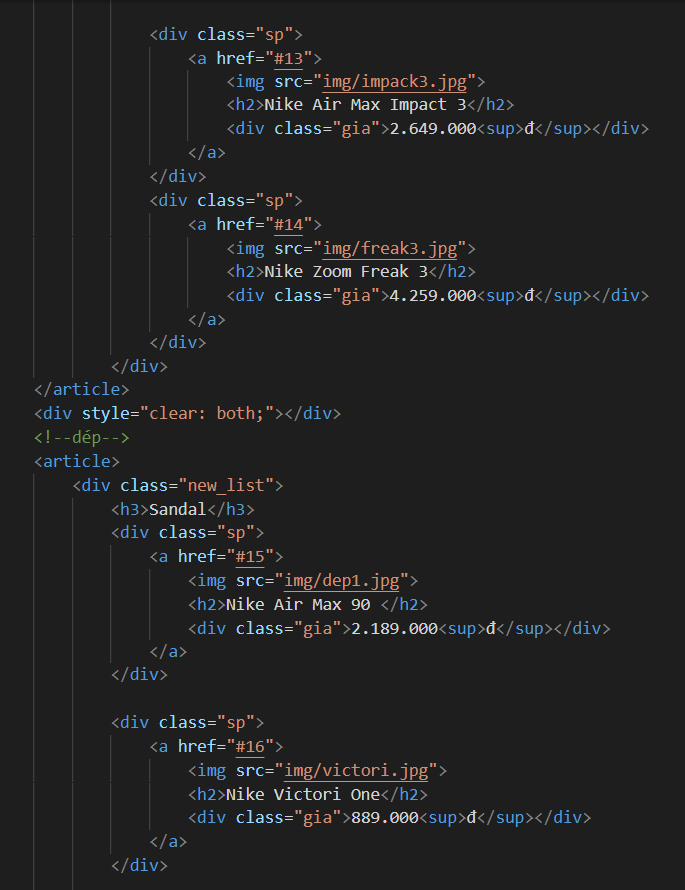 <div class="sp">
<a href="#13">
<img src="img/impack3.jpg">
<h2>Nike Air Max Impact 3</h2>
<div class="gia">2.649.000<sup>đ</sup></div>
</a>
</div>
<div class="sp">
<a href="#14">
<img src="img/freak3.jpg">
<h2>Nike Zoom Freak 3</h2>
<div class="gia">4.259.000<sup>đ</sup></div>
</a>
</div>
</div>
</article>
<div style="clear: both;"></div>
<!--dép-->
<article>
<div class="new_list">
<h3>Sandal</h3>
<div class="sp">
<a href="#15">
<img src="img/dep1.jpg">
<h2>Nike Air Max 90 </h2>
<div class="gia">2.189.000<sup>đ</sup></div>
</a>
</div>
<div class="sp">
<a href="#16">
<img src="img/victori.jpg">
<h2>Nike Victori One</h2>
<div class="gia">889.000<sup>đ</sup></div>
</a>
</div>